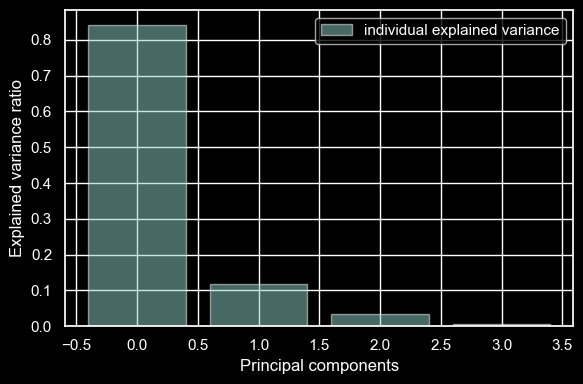 individual explained variance
0.8
0.7
0.6
0.5
0.4
0.3
0.2
0.1
0.0
Explained variance ratio
−0.5 0.0 0.5 1.0 1.5 2.0 2.5 3.0 3.5
Principal components